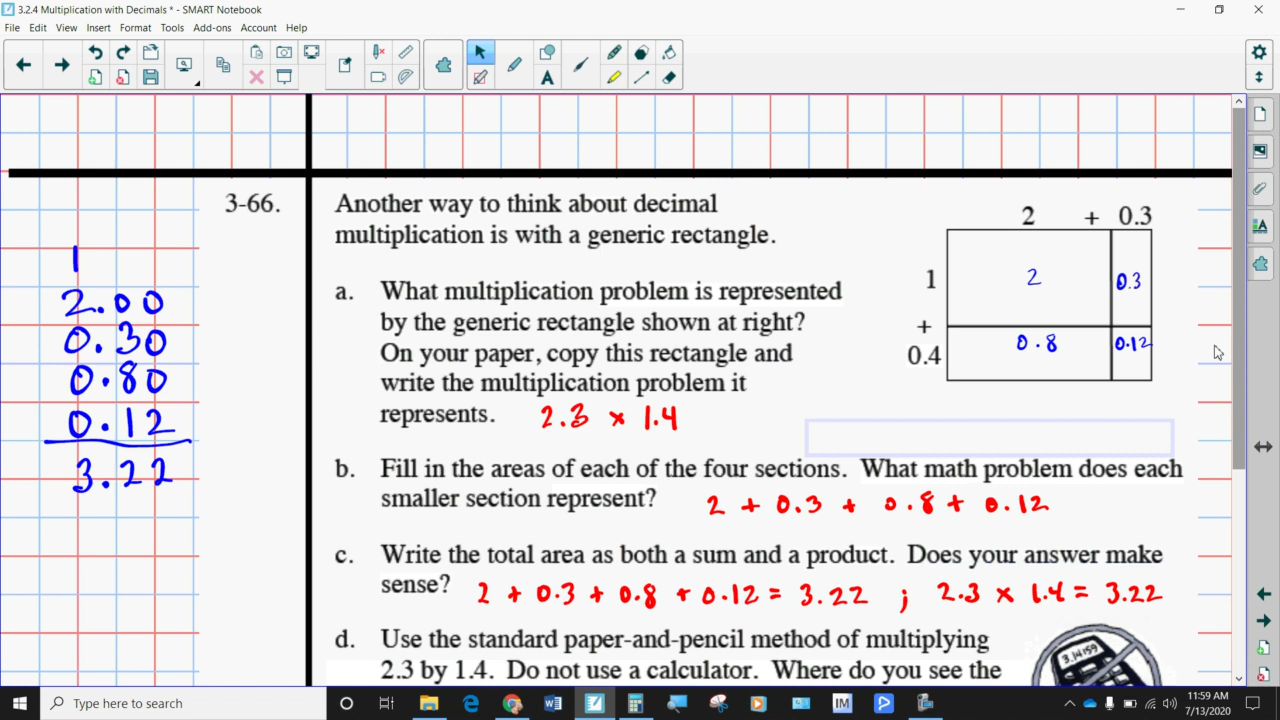 3.2.4 Multiplication with Decimals * - SMART Notebook
File Edit View Insert Format Tools Add-ons Account Help
3-66.
Another way to think about decimal
multiplication is with a generic rectangle.
a. What multiplication problem is represented
by the generic rectangle shown at right?
On your paper, copy this rectangle and
write the multiplication problem it
represents. 2.3 x 1.4
2 + 0.3
1
+
0.4
2 0.3
0.8 0.12
b. Fill in the areas of each of the four sections. What math problem does each
smaller section represent? 2 + 0.3 + 0.8 + 0.12
c. Write the total area as both a sum and a product. Does your answer make
sense? 2 + 0.3 + 0.8 + 0.12 = 3.22 ; 2.3 x 1.4 = 3.22
d. Use the standard paper-and-pencil method of multiplying
2.3 by 1.4. Do not use a calculator. Where do you see the
3.14159
1
2.00
0.30
0.80
0.12
3.22
Type here to search
IM
11:59 AM
7/13/2020